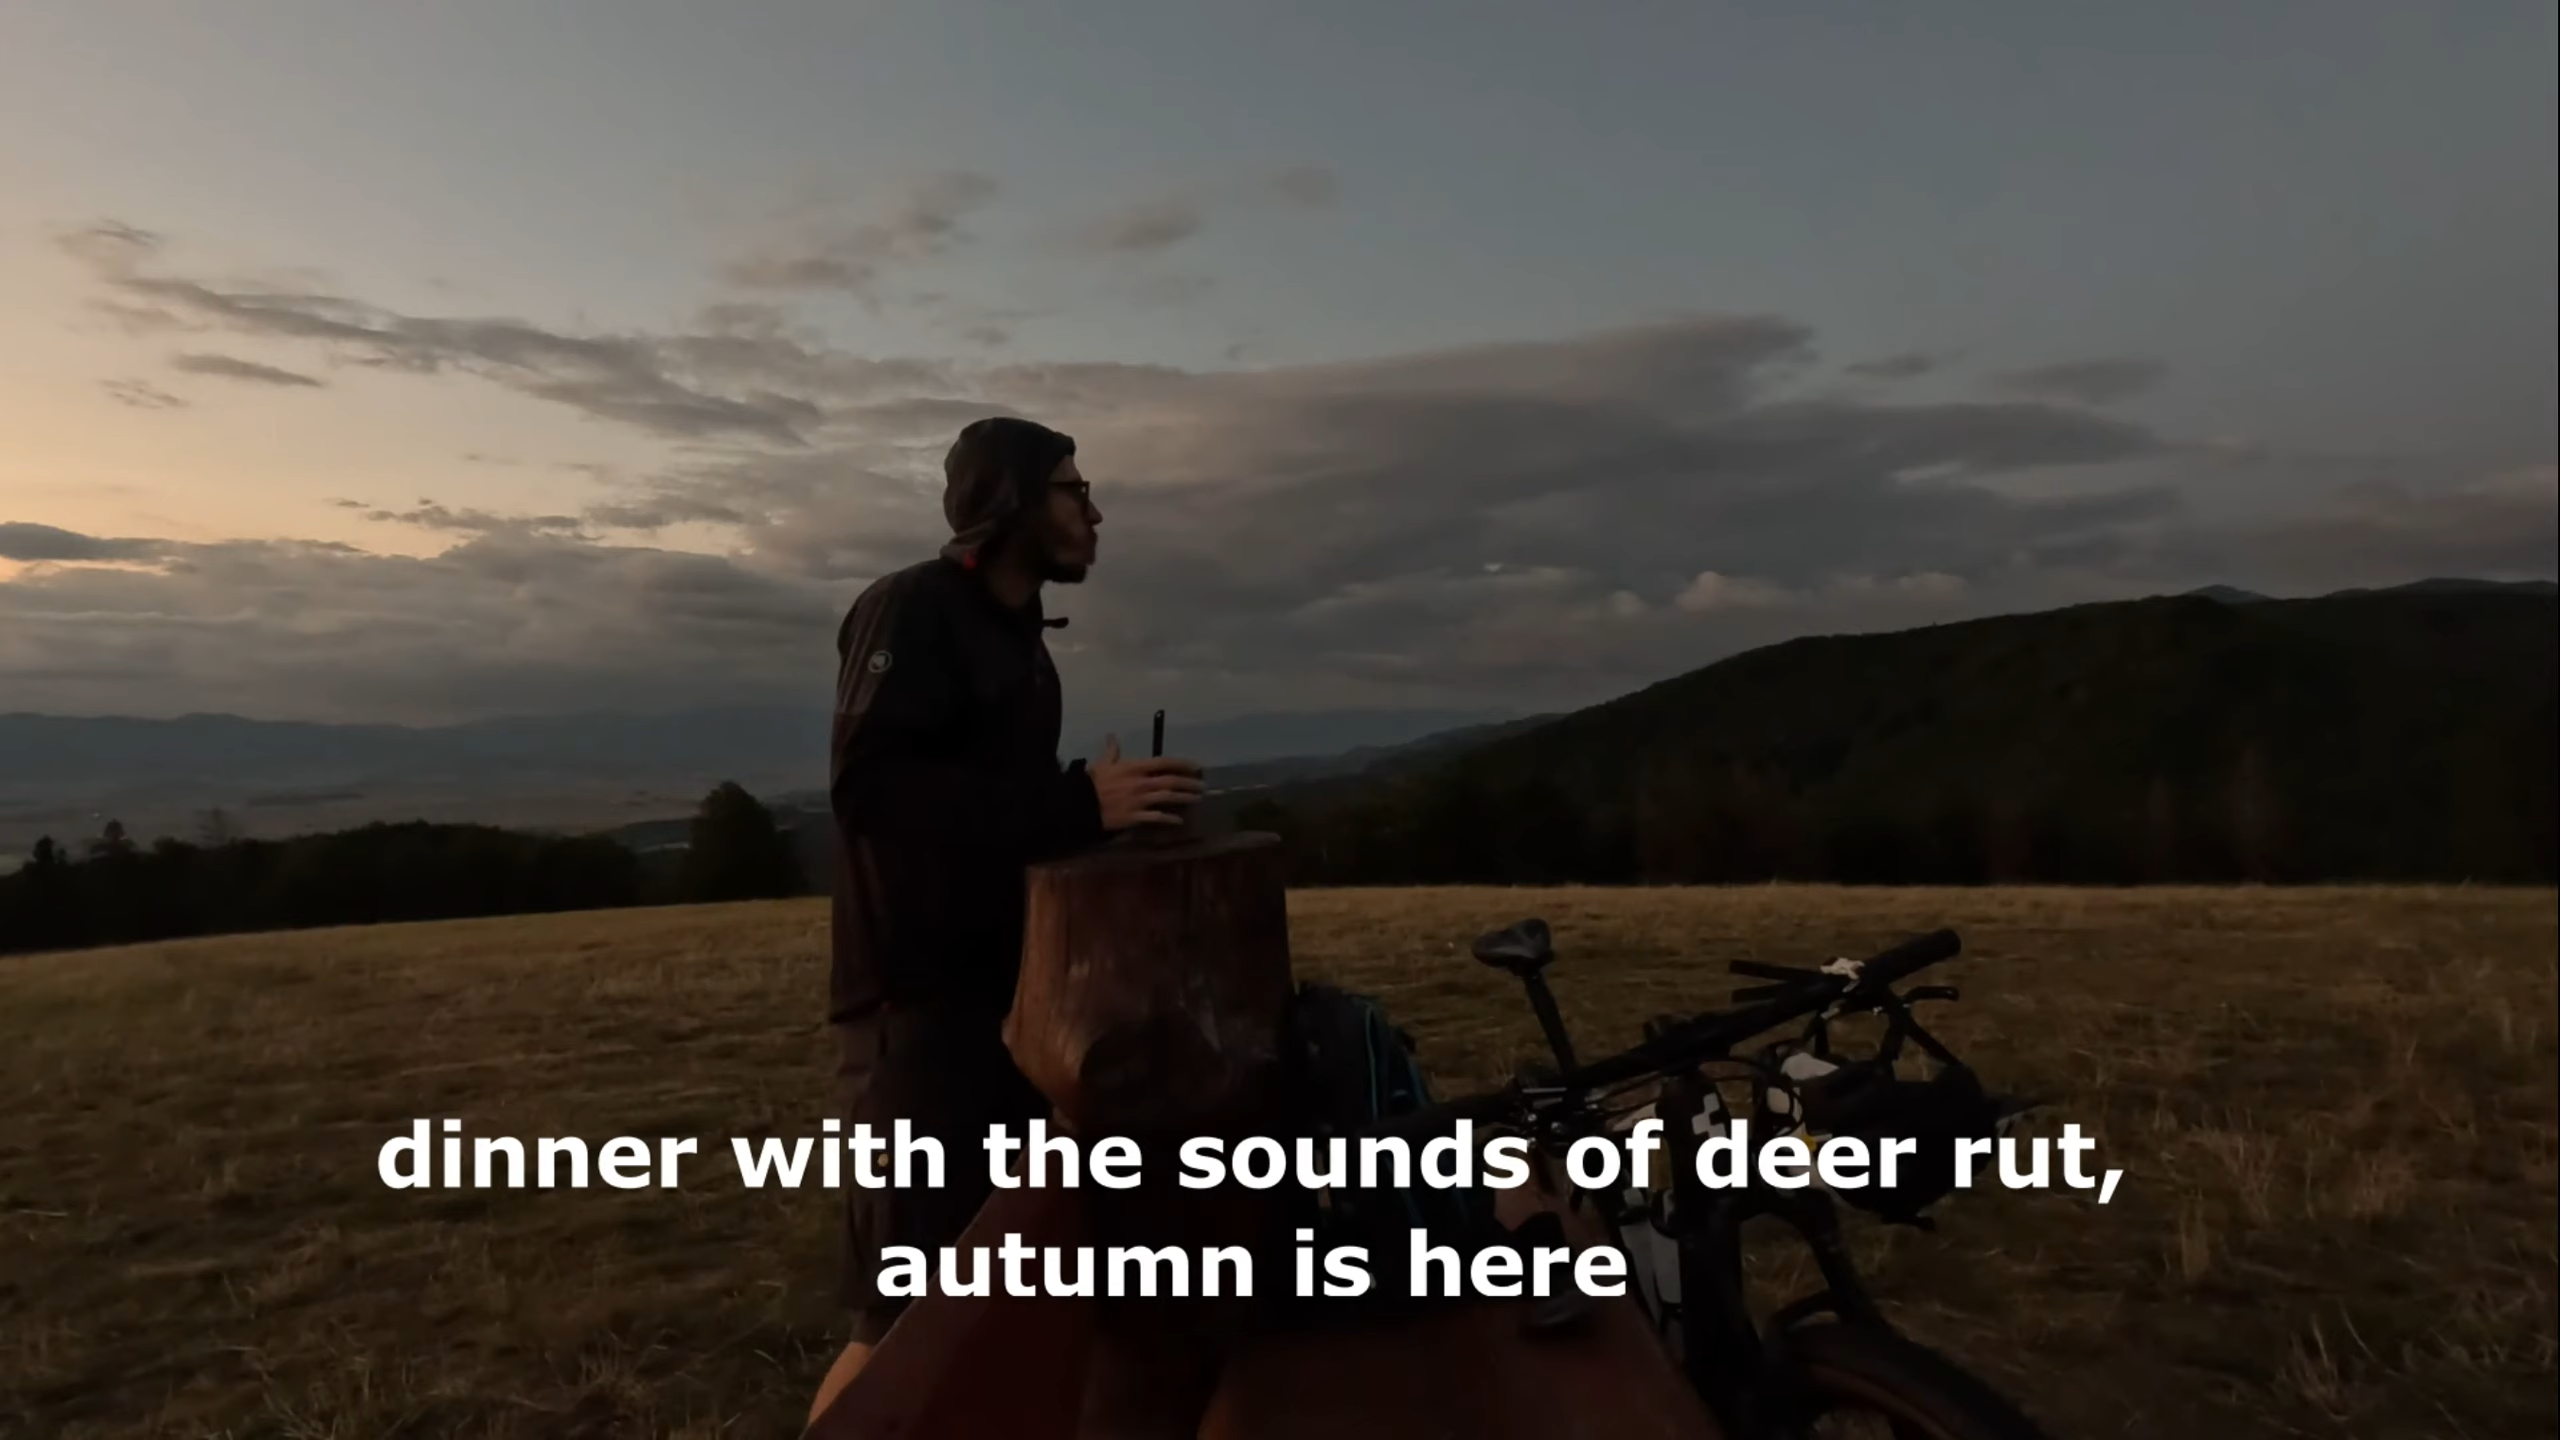 dinner with the sounds of deer rut,
autumn is here